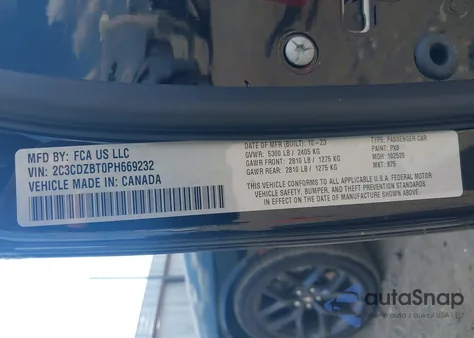 MFD BY: FCA US LLC
VIN: 2C3CDZBT0PH669232
VEHICLE MADE IN: CANADA
DATE OF MFR (BUILT): 10-23
GVWR: 5300 LB / 2405 KG
GAWR FRONT: 2810 LB / 1275 KG
GAWR REAR: 2810 LB / 1275 KG
TYPE: PASSENGER CAR
PAINT: PX8
MDH: 102520
THIS VEHICLE CONFORMS TO ALL APPLICABLE U.S.A. FEDERAL MOTOR
VEHICLE SAFETY, BUMPER, AND THEFT PREVENTION STANDARDS IN
EFFECT ON THE DATE OF MANUFACTURE SHOWN ABOVE.
autoSnap